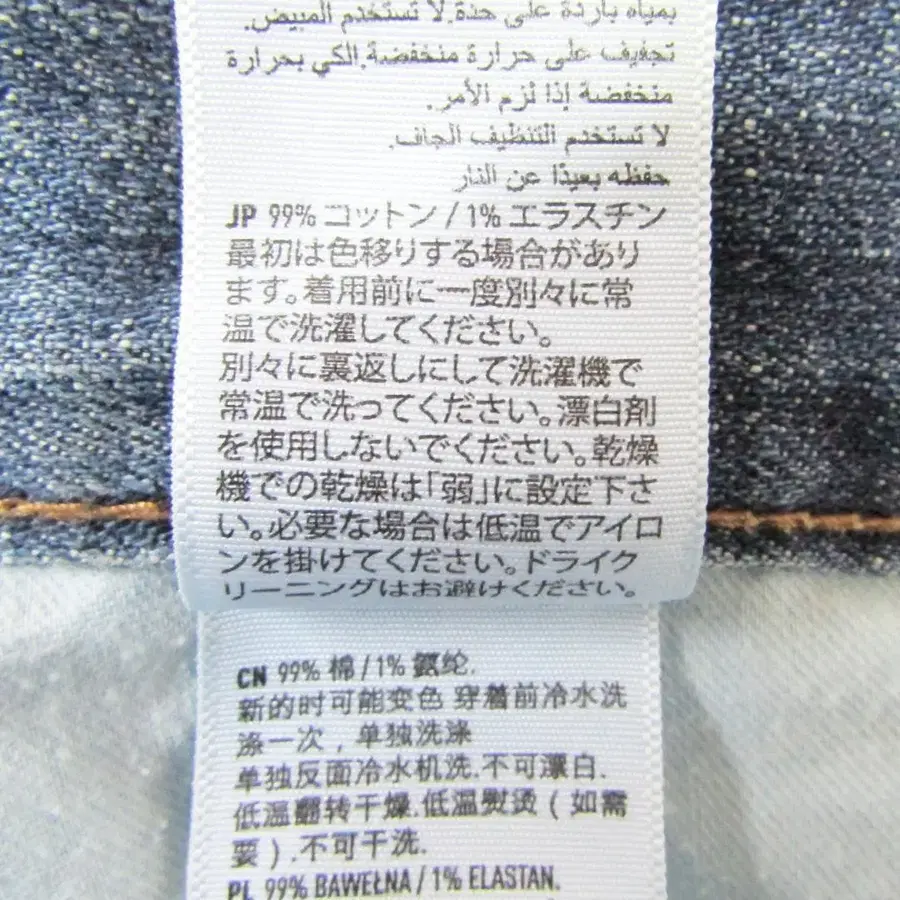 بمياه باردة على حدة. لا تستخدم المبيض.
تجفيف على حرارة منخفضة. الكي بحرارة
منخفضة إذا لزم الأمر.
لا تستخدم التنظيف الجاف.
حفظه بعيدًا عن النار
JP 99% コットン / 1% エラスチン
最初は色移りする場合があり
ます。着用前に一度別々に常
温で洗濯してください。
別々に裏返しにして洗濯機で
常温で洗ってください。漂白剤
を使用しないでください。乾燥
機での乾燥は「弱」に設定下さ
い。必要な場合は低温でアイロ
ンを掛けてください。ドライク
リーニングはお避けください。
CN 99% 棉 / 1% 氨纶.
新的时可能变色 穿着前冷水洗
涤一次，单独洗涤
单独反面冷水机洗.不可漂白.
低温翻转干燥.低温熨烫（如需
要）.不可干洗.
PL 99% BAWEŁNA / 1% ELASTAN.